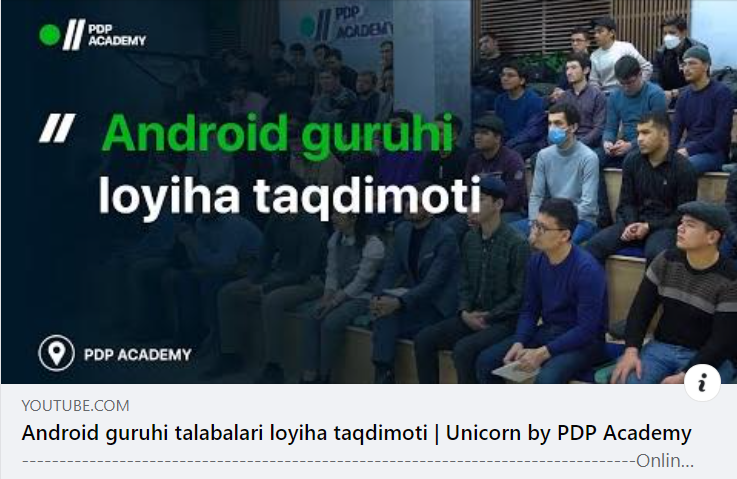 PDP
ACADEMY
PDP
ACADEMY
// Android guruhi
loyiha taqdimoti
PDP ACADEMY
i
YOUTUBE.COM
Android guruhi talabalari loyiha taqdimoti | Unicorn by PDP Academy
-----------------------------------------------------------------------------------Onlin...